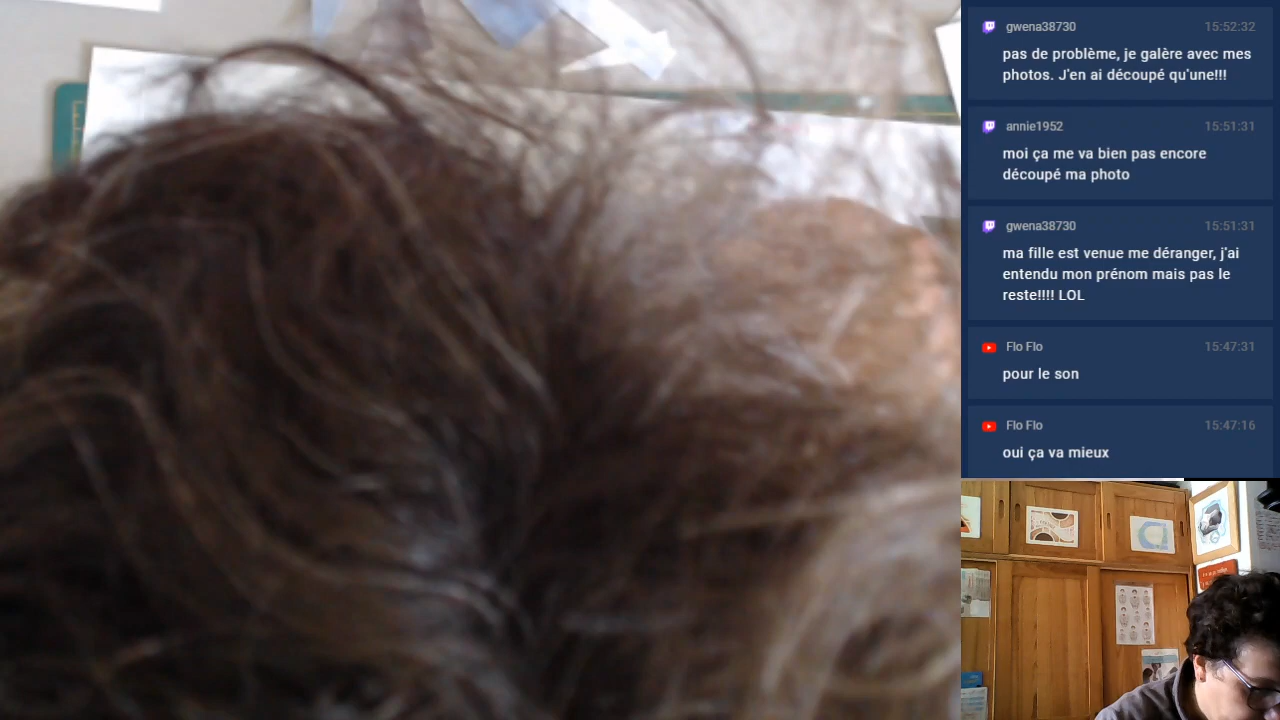 gwena38730
15:52:32
pas de problème, je galère avec mes
photos. J'en ai découpé qu'une!!!
annie1952
15:51:31
moi ça me va bien pas encore
découpé ma photo
gwena38730
15:51:31
ma fille est venue me déranger, j'ai
entendu mon prénom mais pas le
reste!!!! LOL
Flo Flo
15:47:31
pour le son
Flo Flo
15:47:16
oui ça va mieux